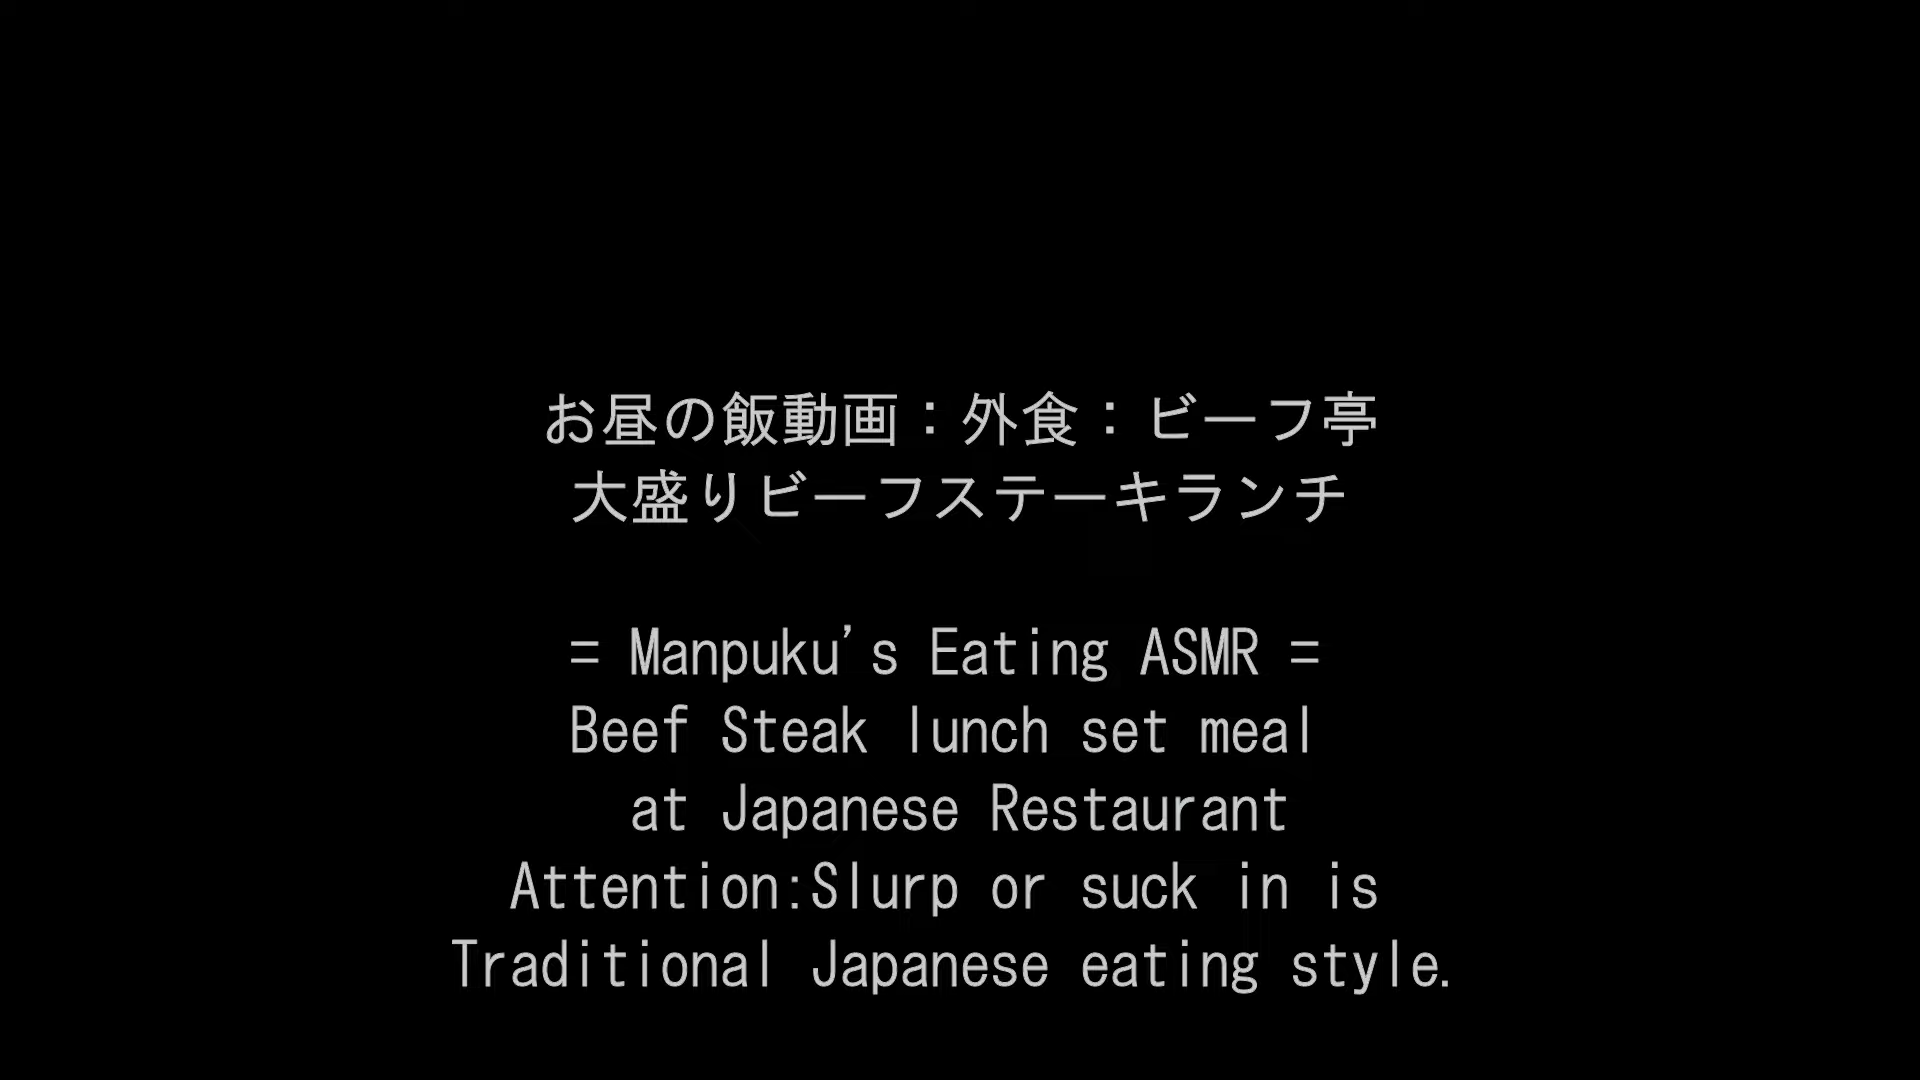 お昼の飯動画：外食：ビーフ亭
大盛りビーフステーキランチ
= Manpuku's Eating ASMR =
Beef Steak lunch set meal
at Japanese Restaurant
Attention:Slurp or suck in is
Traditional Japanese eating style.